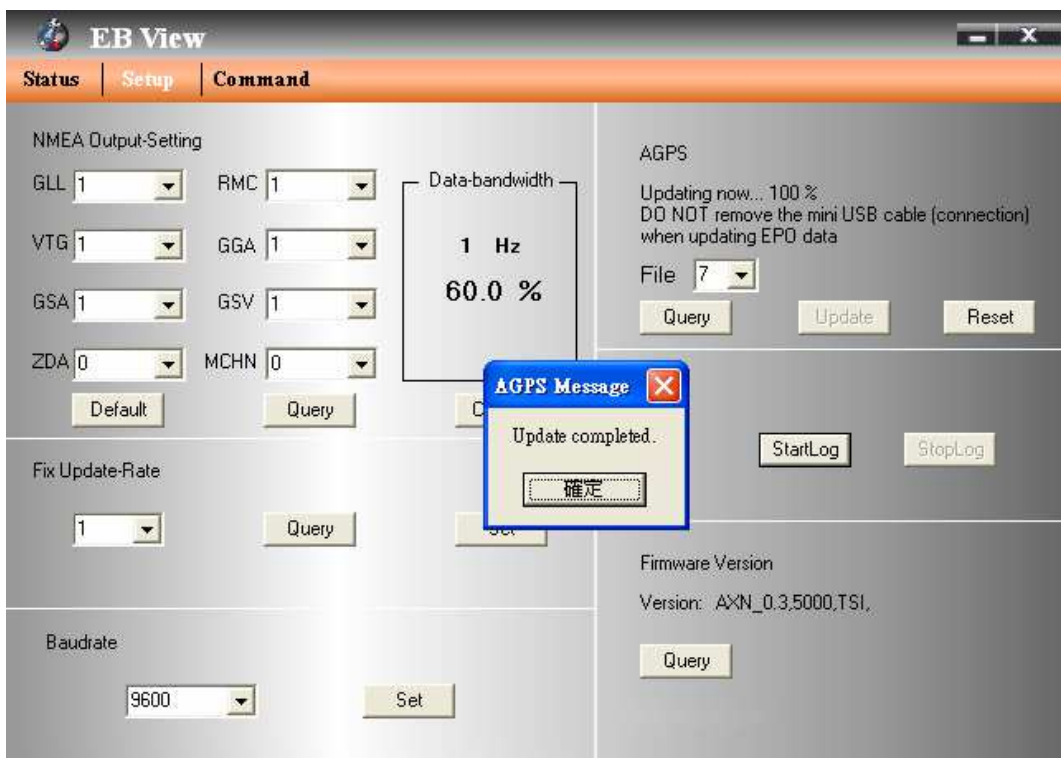 EB View
Status Setup Command
NMEA Output-Setting
GLL 1 RMC 1
VTG 1 GGA 1
GSA 1 GSV 1
ZDA 0 MCHN 0
Default Query
Data-bandwidth
1 Hz
60.0 %
Fix Update-Rate
1 Query
Baudrate
9600 Set
AGPS
Updating now... 100 %
DO NOT remove the mini USB cable (connection)
when updating EPO data
File 7
Query Update Reset
AGPS Message
Update completed.
確定
StartLog StopLog
Firmware Version
Version: AXN_0.3,5000,TSI,
Query